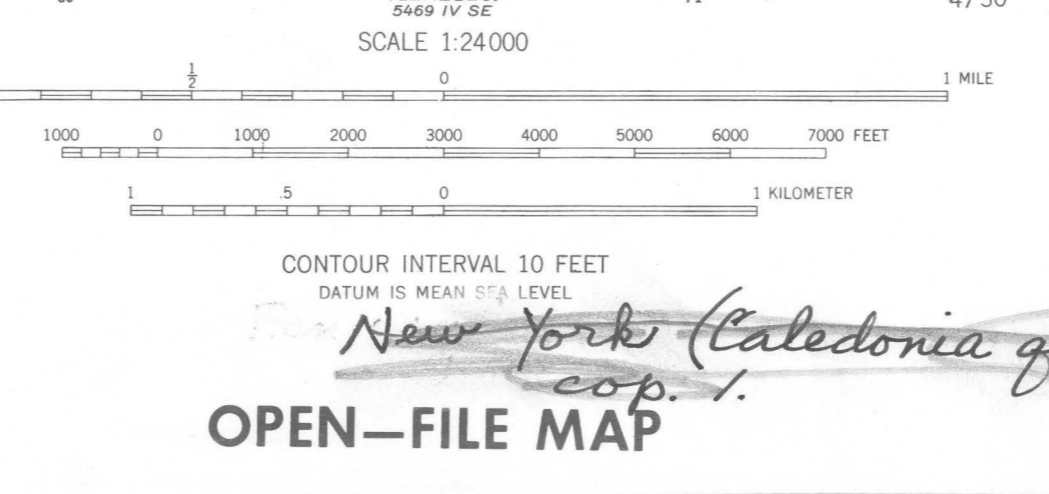 5469 IV SE
SCALE 1:24000
½ 0 1 MILE
1000 0 1000 2000 3000 4000 5000 6000 7000 FEET
1 .5 0 1 KILOMETER
CONTOUR INTERVAL 10 FEET
DATUM IS MEAN SEA LEVEL
New York (Caledonia q
cop. 1.
OPEN—FILE MAP